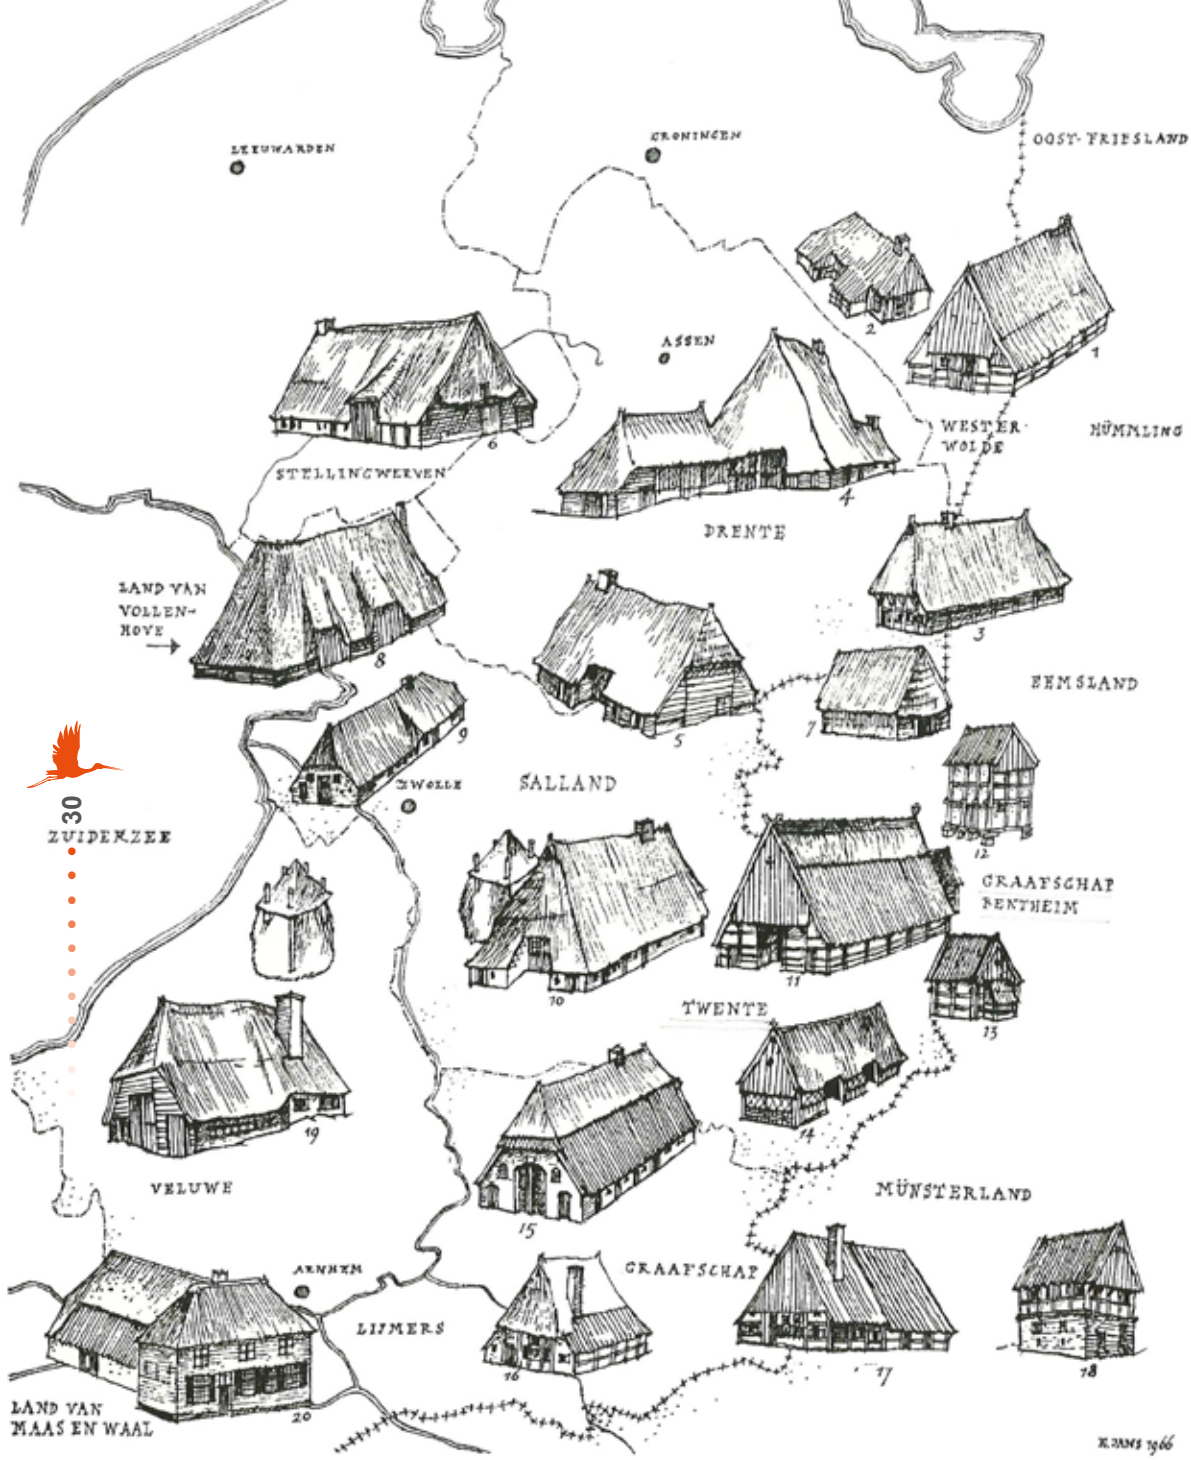 LEEUWARDEN
GRONINGEN
OOST-FRIESLAND
2
1
ASSEN
6
WESTER-
WOLDE
HÜMMLING
STELLINGWERVEN
4
DRENTE
LAND VAN
VOLLEN-
HOVE
8
3
EEMSLAND
9
5
7
ZWOLLE
SALLAND
30
ZUIDERZEE
12
GRAAFSCHAP
BENTHEIM
10
11
TWENTE
13
19
14
VELUWE
15
MÜNSTERLAND
ARNHEM
GRAAFSCHAP
LIJMERS
16
17
18
LAND VAN
MAAS EN WAAL
20
K. JANS 1966